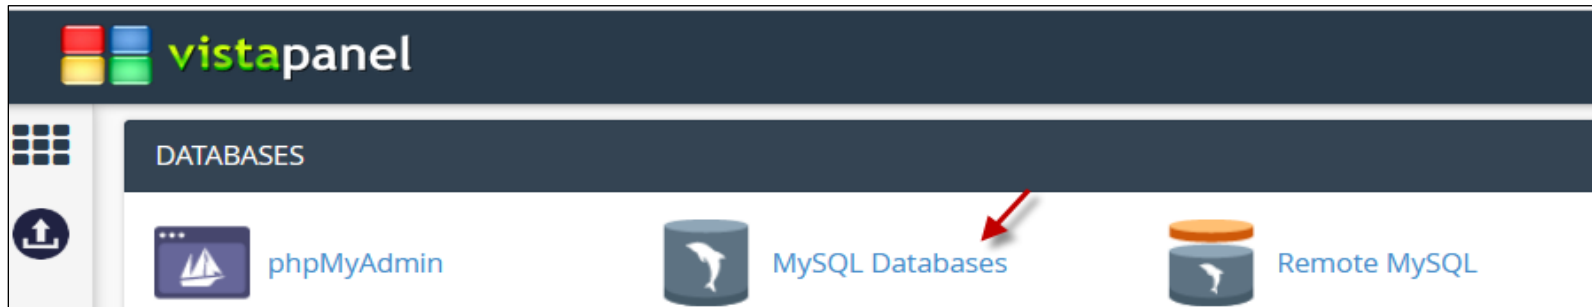 vistapanel
DATABASES
phpMyAdmin
MySQL Databases
Remote MySQL